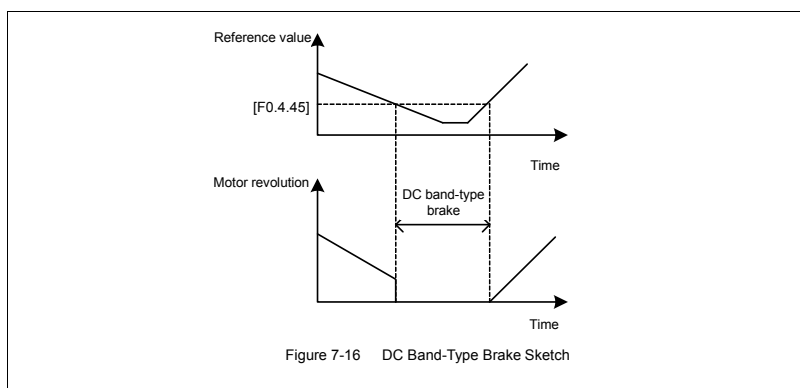 Reference value
[F0.4.45]
Time
Motor revolution
DC band-type
brake
Time
Figure 7-16 DC Band-Type Brake Sketch